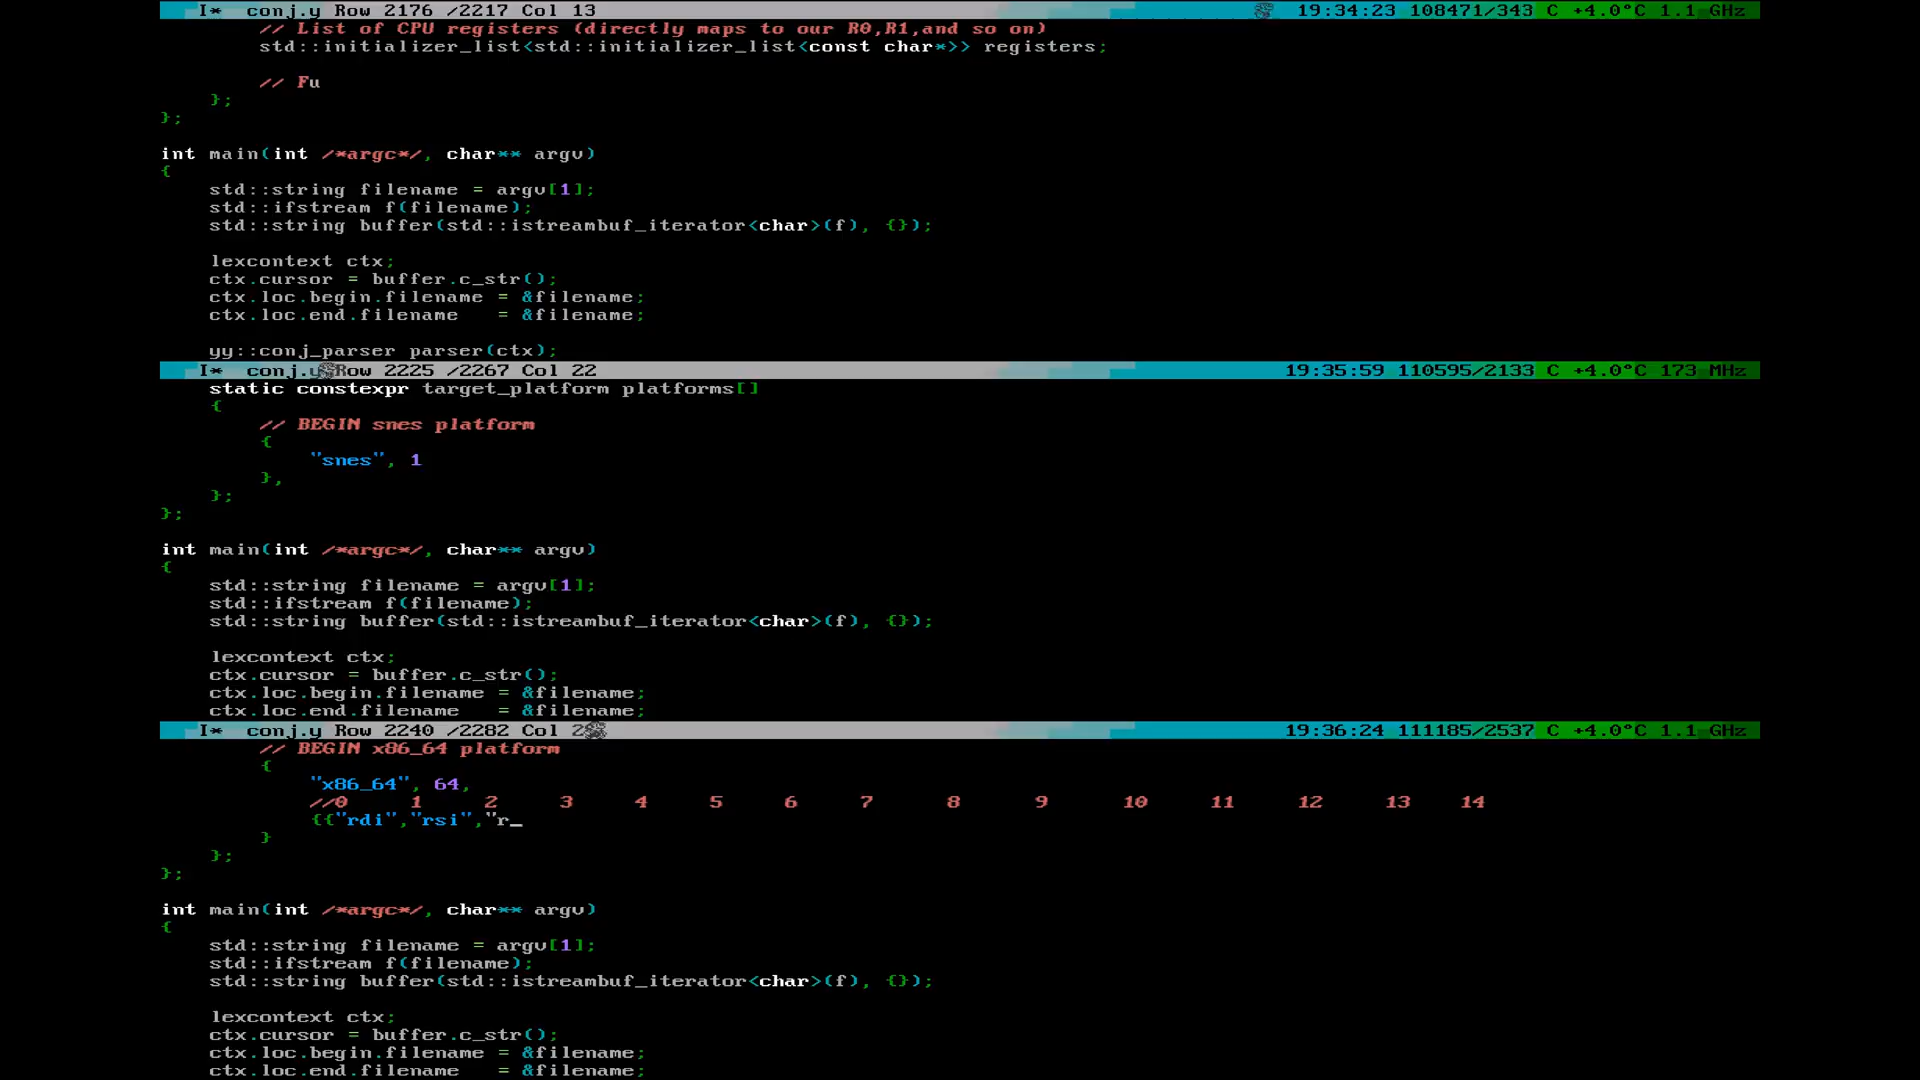 I* conj.y Row 2176 /2217 Col 13 19:34:23 108471/343 C +4.0°C 1.1 GHz
// List of CPU registers (directly maps to our R0,R1,and so on)
std::initializer_list<std::initializer_list<const char*>> registers;
// Fu
};
};
int main(int /*argc*/, char** argv)
{
std::string filename = argv[1];
std::ifstream f(filename);
std::string buffer(std::istreambuf_iterator<char>(f), {});
lexcontext ctx;
ctx.cursor = buffer.c_str();
ctx.loc.begin.filename = &filename;
ctx.loc.end.filename   = &filename;
yy::conj_parser parser(ctx);
I* conj.y Row 2225 /2267 Col 22 19:35:59 110595/2133 C +4.0°C 173 MHz
static constexpr target_platform platforms[]
{
// BEGIN snes platform
{
"snes", 1
},
};
};
int main(int /*argc*/, char** argv)
{
std::string filename = argv[1];
std::ifstream f(filename);
std::string buffer(std::istreambuf_iterator<char>(f), {});
lexcontext ctx;
ctx.cursor = buffer.c_str();
ctx.loc.begin.filename = &filename;
ctx.loc.end.filename   = &filename;
I* conj.y Row 2240 /2282 Col 19:36:24 111185/2537 C +4.0°C 1.1 GHz
// BEGIN x86_64 platform
{
"x86_64", 64,
//0 1 2 3 4 5 6 7 8 9 10 11 12 13 14
{{"rdi","rsi","r_
}
};
};
int main(int /*argc*/, char** argv)
{
std::string filename = argv[1];
std::ifstream f(filename);
std::string buffer(std::istreambuf_iterator<char>(f), {});
lexcontext ctx;
ctx.cursor = buffer.c_str();
ctx.loc.begin.filename = &filename;
ctx.loc.end.filename   = &filename;